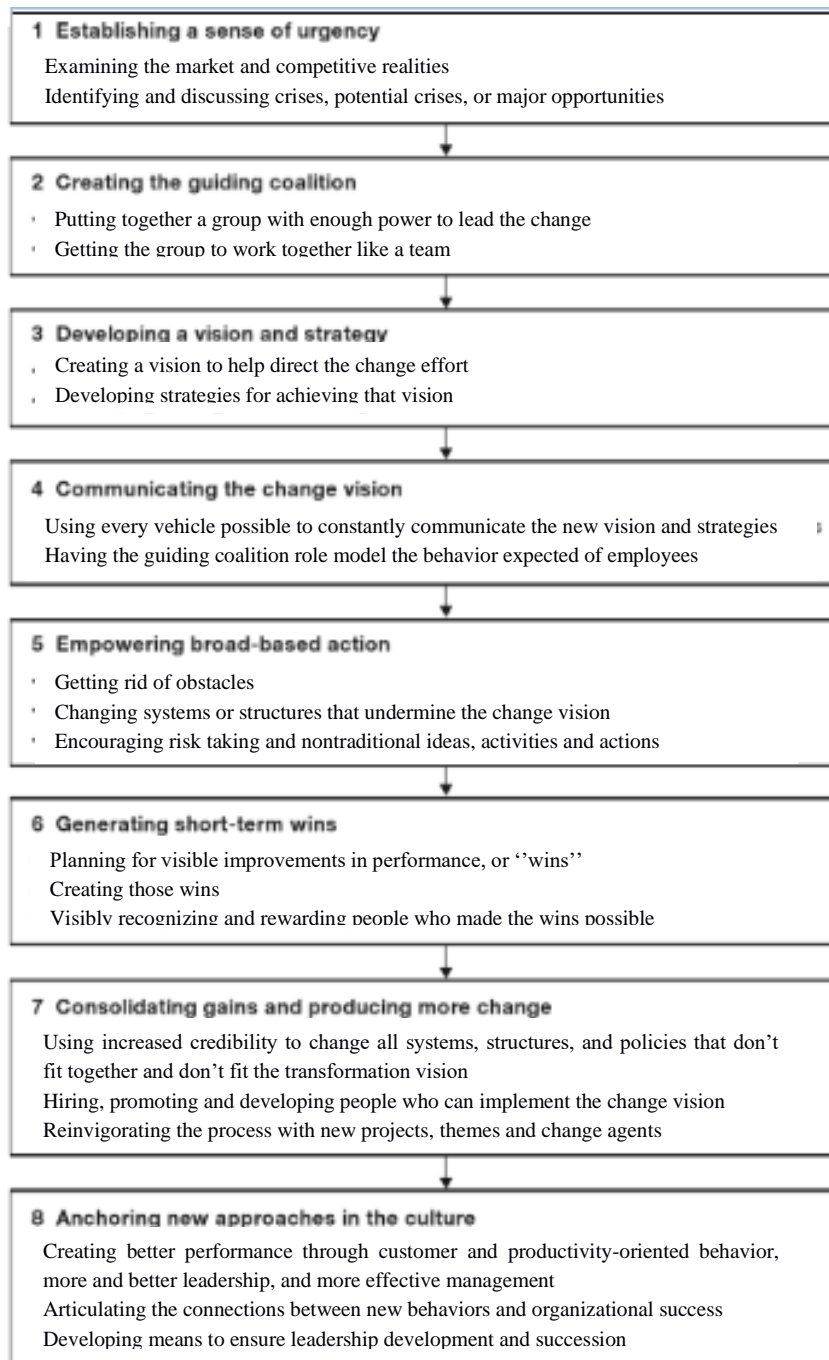 1 Establishing a sense of urgency
Examining the market and competitive realities
Identifying and discussing crises, potential crises, or major opportunities
2 Creating the guiding coalition
Putting together a group with enough power to lead the change
Getting the group to work together like a team
3 Developing a vision and strategy
Creating a vision to help direct the change effort
Developing strategies for achieving that vision
4 Communicating the change vision
Using every vehicle possible to constantly communicate the new vision and strategies
Having the guiding coalition role model the behavior expected of employees
5 Empowering broad-based action
Getting rid of obstacles
Changing systems or structures that undermine the change vision
Encouraging risk taking and nontraditional ideas, activities and actions
6 Generating short-term wins
Planning for visible improvements in performance, or ‘’wins’’
Creating those wins
Visibly recognizing and rewarding people who made the wins possible
7 Consolidating gains and producing more change
Using increased credibility to change all systems, structures, and policies that don’t
fit together and don’t fit the transformation vision
Hiring, promoting and developing people who can implement the change vision
Reinvigorating the process with new projects, themes and change agents
8 Anchoring new approaches in the culture
Creating better performance through customer and productivity-oriented behavior,
more and better leadership, and more effective management
Articulating the connections between new behaviors and organizational success
Developing means to ensure leadership development and succession